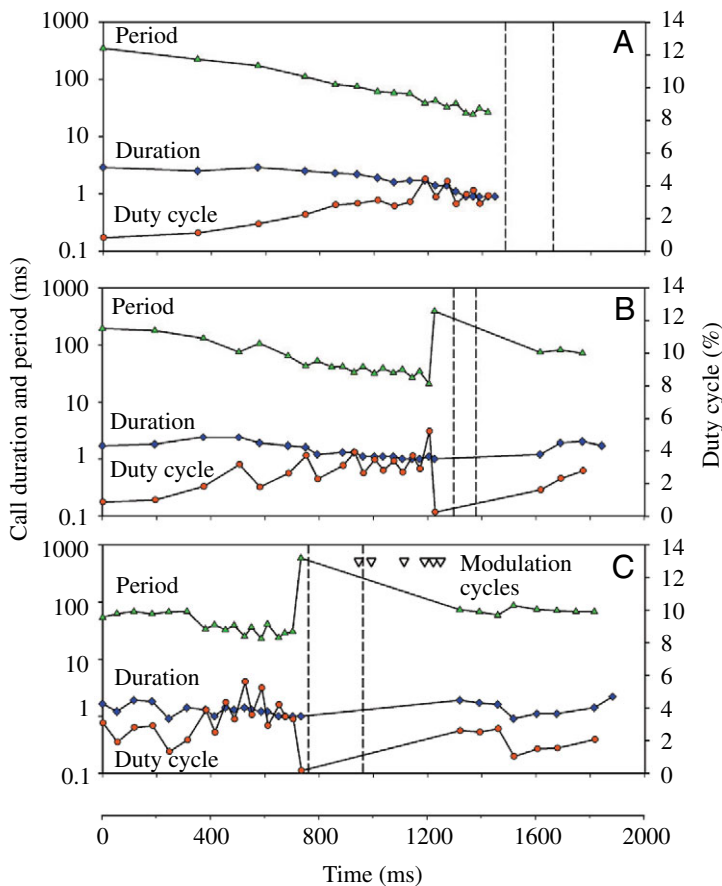 1000
100
10
1
0.1
Period
Duration
Duty cycle
A
14
12
10
8
6
4
2
0
1000
100
10
1
0.1
Period
Duration
Duty cycle
B
14
12
10
8
6
4
2
0
1000
100
10
1
0.1
Period
Duration
Duty cycle
Modulation
cycles
C
14
12
10
8
6
4
2
0
Call duration and period (ms)
Duty cycle (%)
0
400
800
1200
1600
2000
Time (ms)